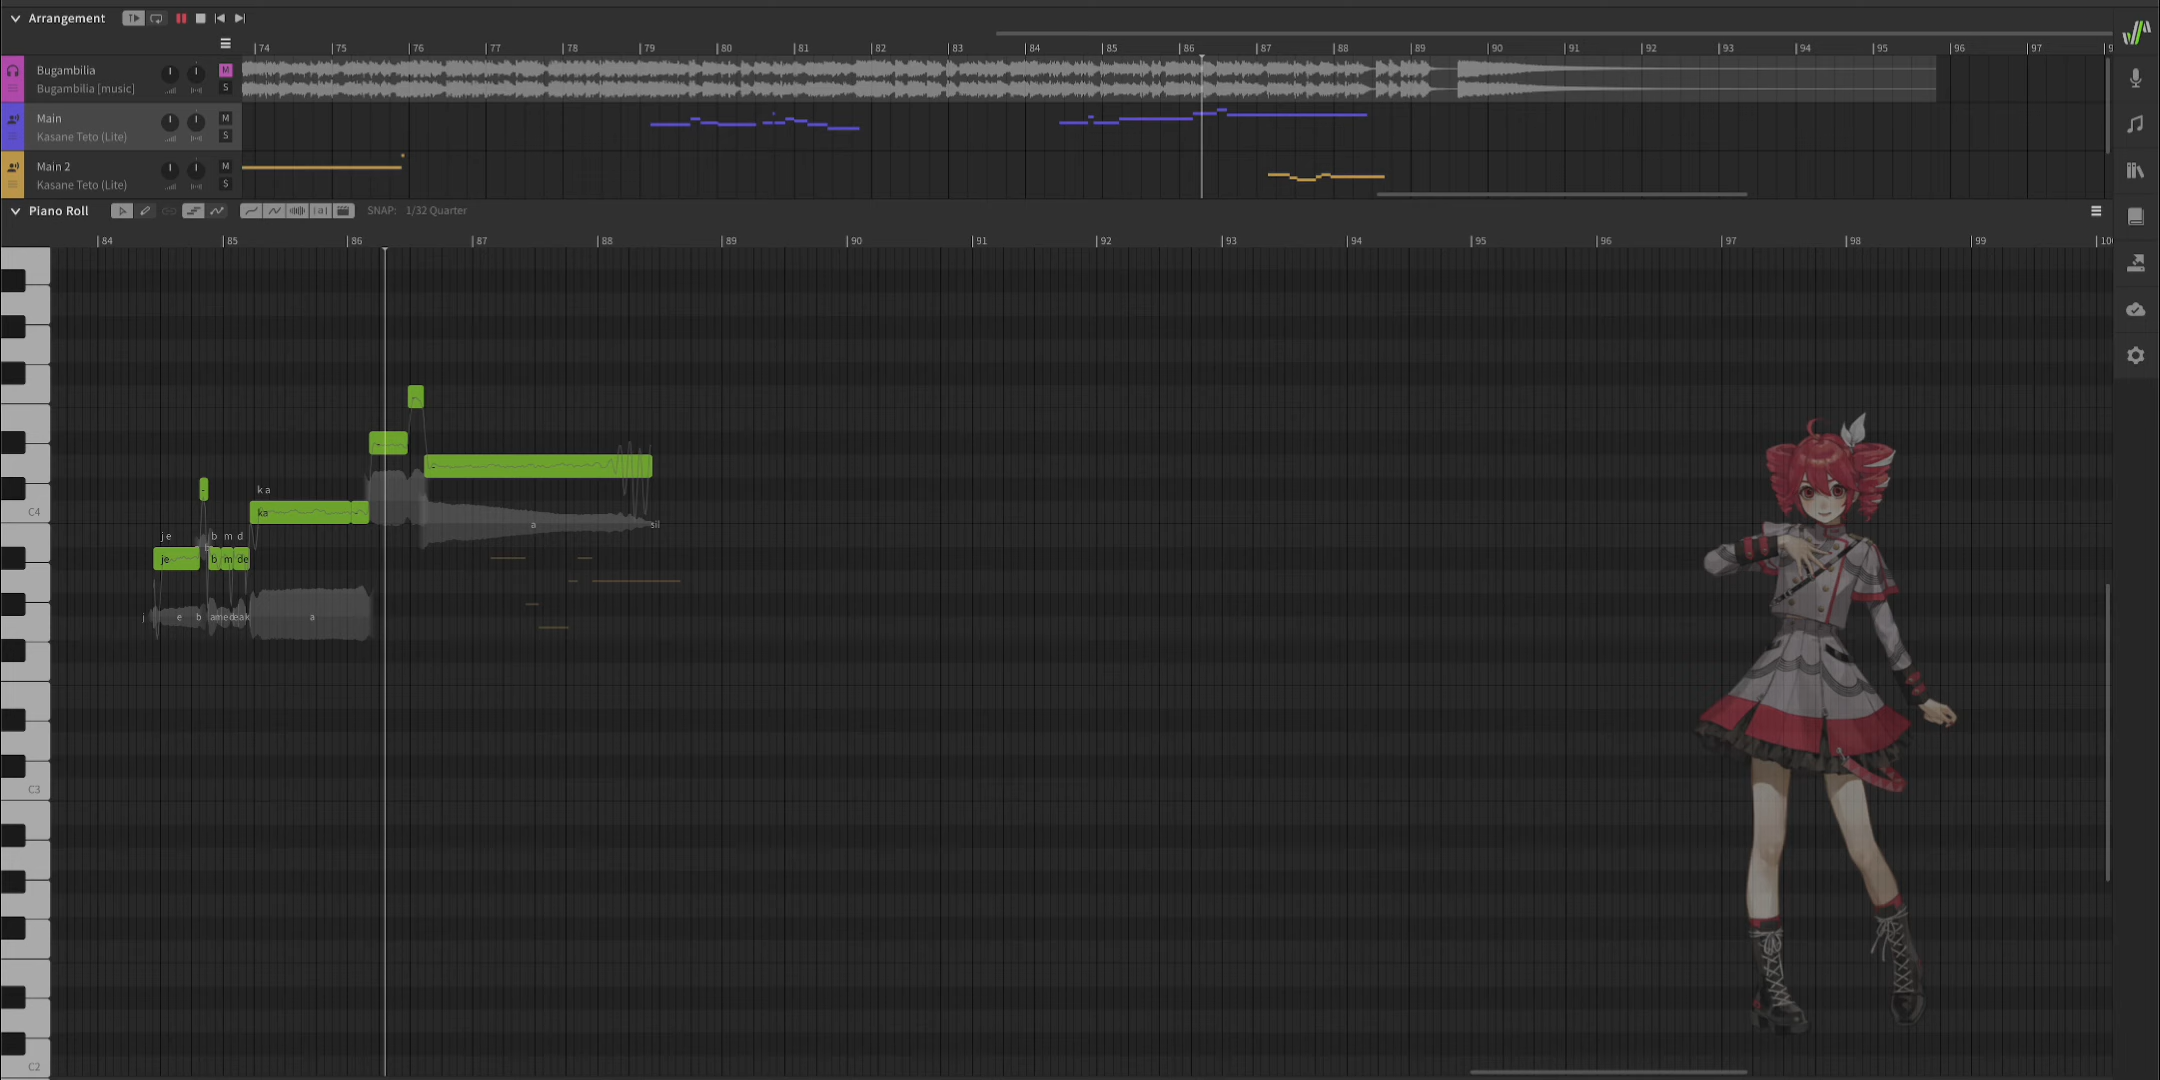 Arrangement
74 75 76 77 78 79 80 81 82 83 84 85 86 87 88 89 90 91 92 93 94 95 96 97
Bugambilia M
Bugambilia [music] S
Main M
Kasane Teto (Lite) S
Main 2 M
Kasane Teto (Lite) S
Piano Roll SNAP: 1/32 Quarter
84 85 86 87 88 89 90 91 92 93 94 95 96 97 98 99
k a
C4 ka
a sil
j e b m d
je b m de
j e b a
C3
C2